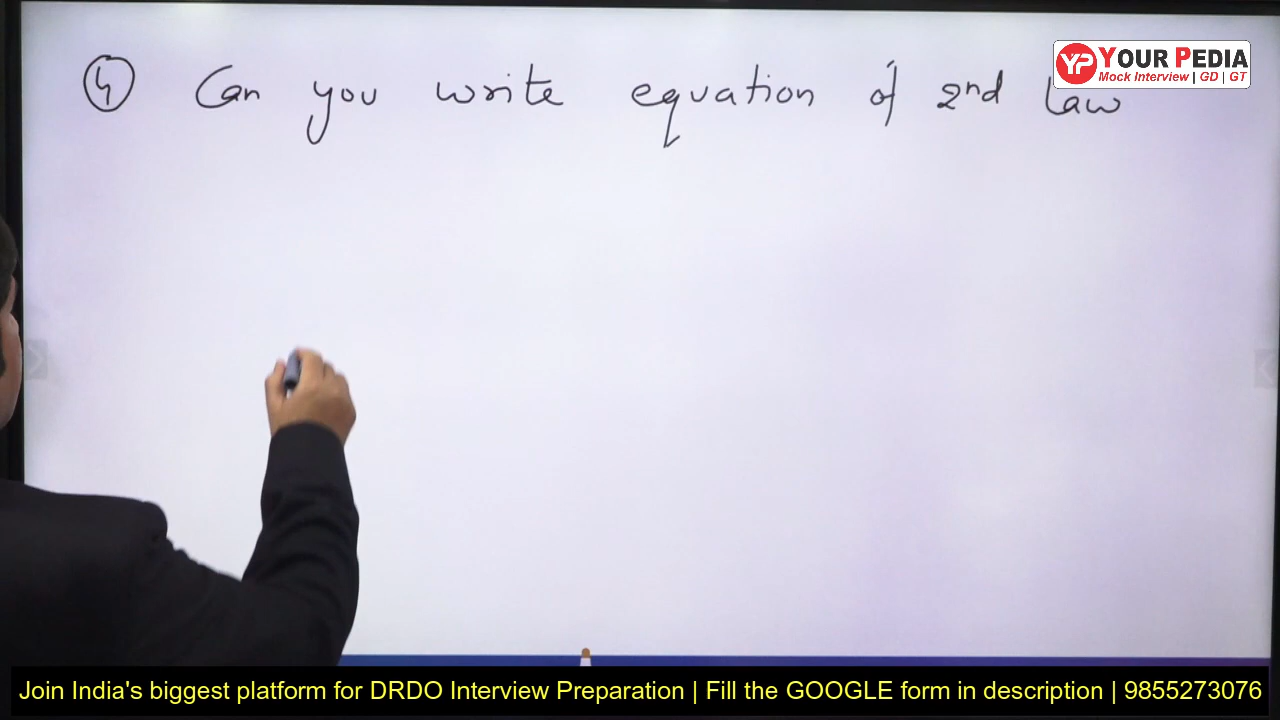 YP YOUR PEDIA
Mock Interview | GD | GT
4 Can you write equation of 2nd law
Join India's biggest platform for DRDO Interview Preparation | Fill the GOOGLE form in description | 9855273076